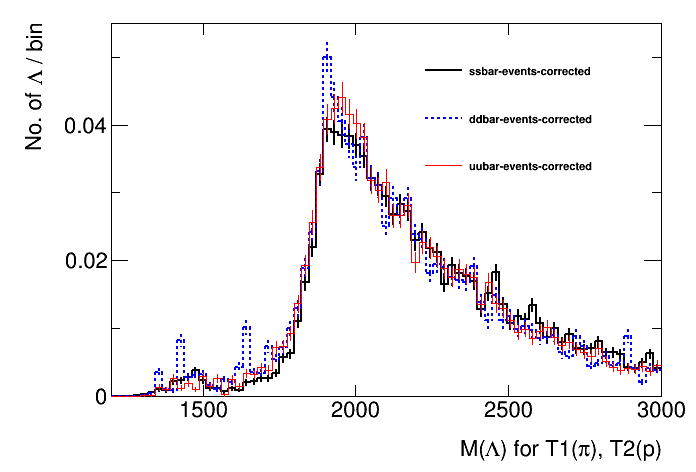 No. of Λ / bin
0.04
0.02
0
ssbar-events-corrected
ddbar-events-corrected
uubar-events-corrected
1500 2000 2500 3000
M(Λ) for T1(π), T2(p)